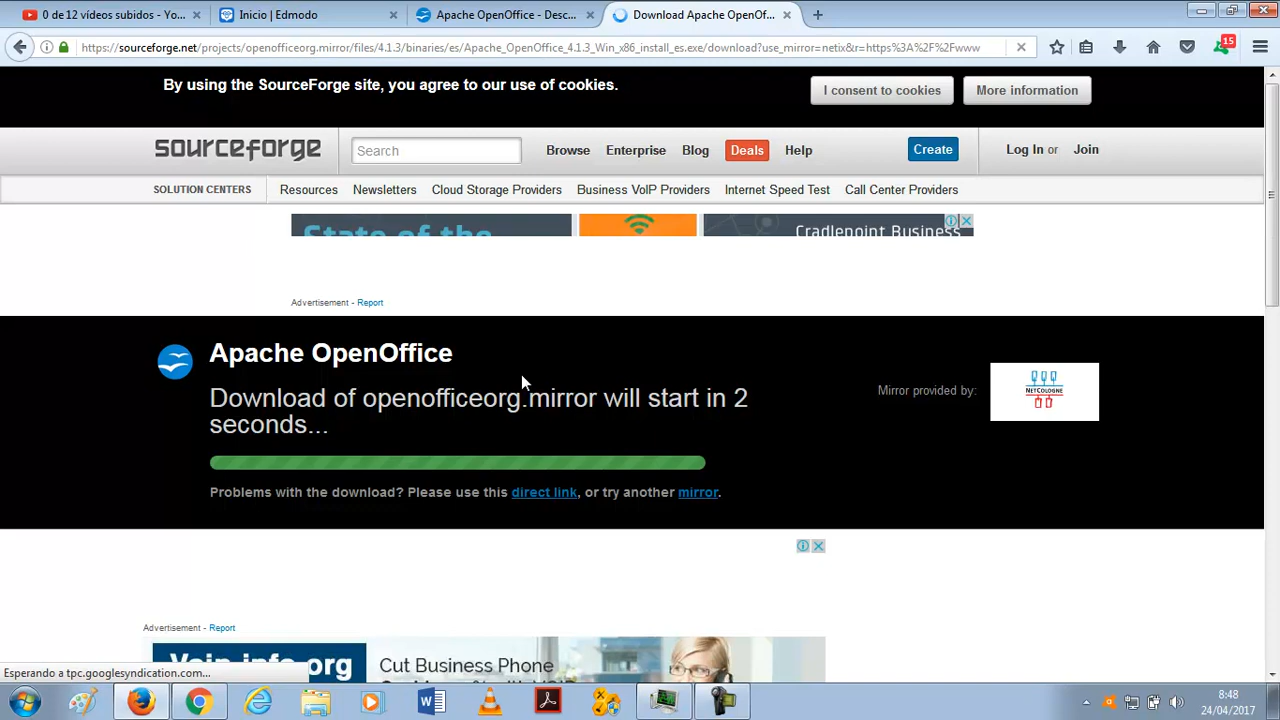 0 de 12 vídeos subidos - Yo...
Inicio | Edmodo
Apache OpenOffice - Desc...
Download Apache OpenOf...
https://sourceforge.net/projects/openofficeorg.mirror/files/4.1.3/binaries/es/Apache_OpenOffice_4.1.3_Win_x86_install_es.exe/download?use_mirror=netix&r=https%3A%2F%2Fwww
15
By using the SourceForge site, you agree to our use of cookies.
I consent to cookies
More information
sourceforge
Search
Browse
Enterprise
Blog
Deals
Help
Create
Log In or Join
SOLUTION CENTERS
Resources
Newsletters
Cloud Storage Providers
Business VoIP Providers
Internet Speed Test
Call Center Providers
State of the
Cradlepoint Business
Advertisement - Report
Apache OpenOffice
Download of openofficeorg.mirror will start in 2
seconds...
Mirror provided by:
NETCOLOGNE
Problems with the download? Please use this direct link, or try another mirror.
Advertisement - Report
Voip-info.org
Cut Business Phone
Esperando a tpc.googlesyndication.com...
8:48
24/04/2017